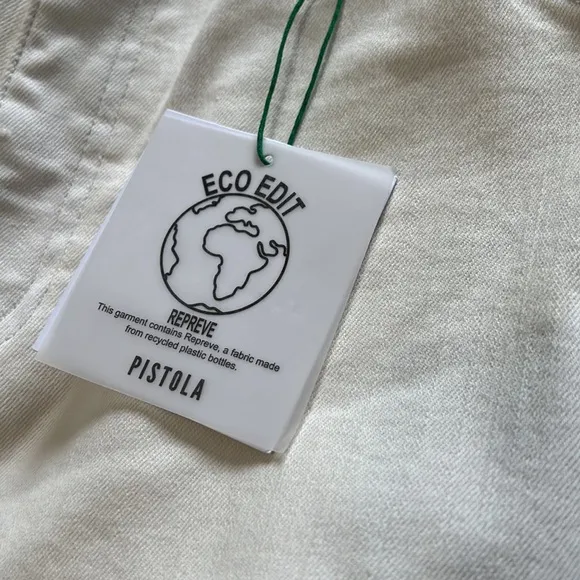 ECO EDIT
REPREVE
This garment contains Repreve, a fabric made
from recycled plastic bottles.
PISTOLA